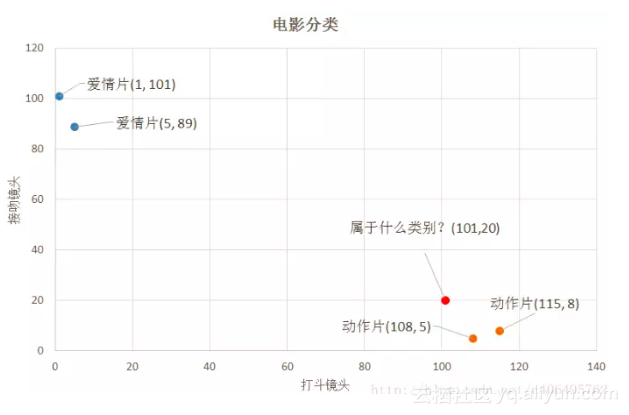 电影分类
120
爱情片(1, 101)
100
爱情片(5, 89)
80
接吻镜头
60
属于什么类别？(101,20)
40
20
动作片(115, 8)
动作片(108, 5)
0
0 20 40 60 80 100 120 140
打斗镜头
云栖社区 yq.aliyun.com